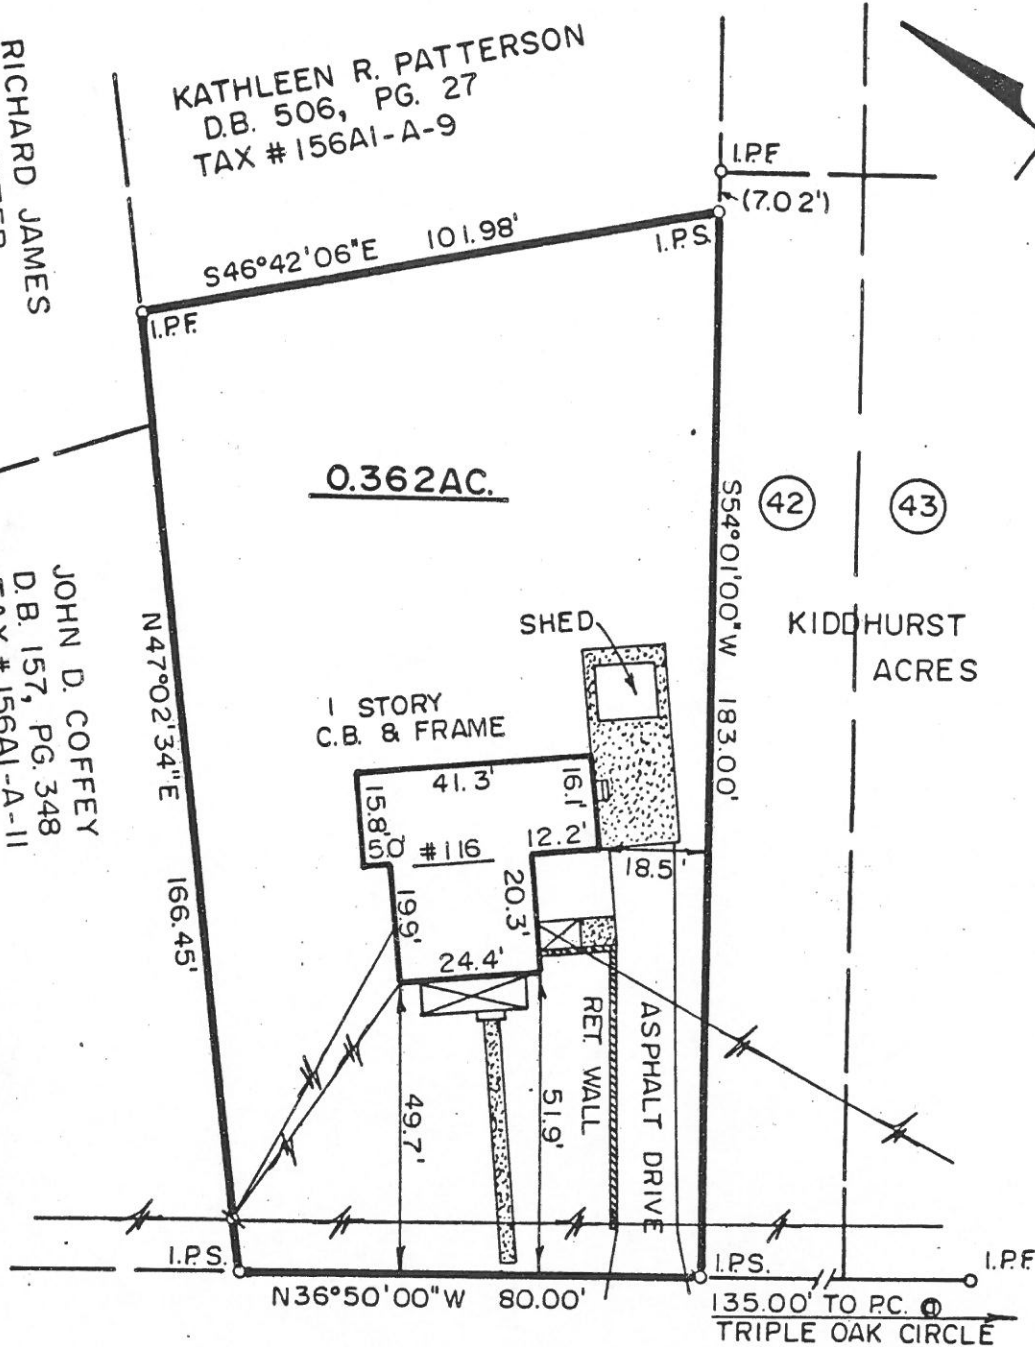 RICHARD JAMES
KATHLEEN R. PATTERSON
D.B. 506, PG. 27
TAX # 156A1-A-9
I.P.F.
(7.02')
I.P.S.
S46°42'06"E 101.98'
I.P.F.
0.362AC.
S54°01'00"W 183.00'
42
43
KIDDHURST
ACRES
JOHN D. COFFEY
D.B. 157, PG. 348
TAX # 156A1-A-11
N47°02'34"E 166.45'
SHED
1 STORY
C.B. & FRAME
41.3'
16.1'
15.8'
5.0'
#116
12.2'
18.5'
19.9'
20.3'
24.4'
49.7'
51.9'
RET. WALL
ASPHALT DRIVE
I.P.S.
I.P.S.
I.P.F.
N36°50'00"W 80.00'
135.00' TO P.C. @
TRIPLE OAK CIRCLE